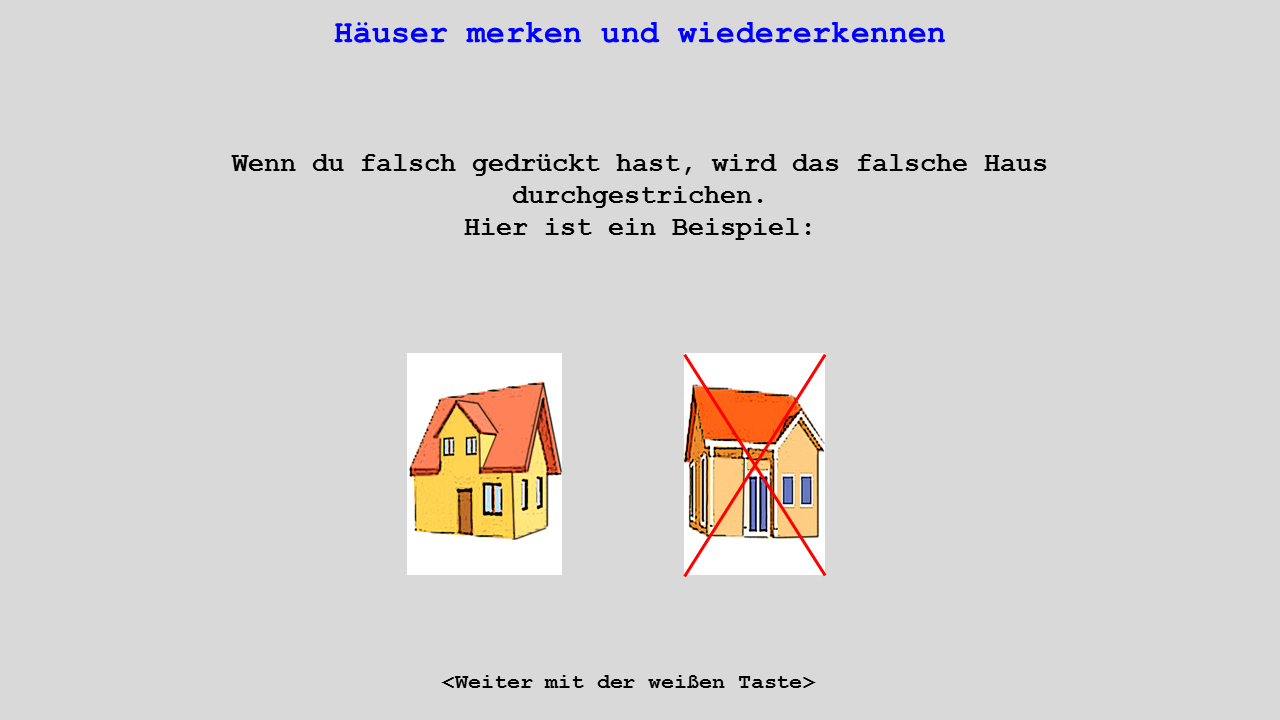 Häuser merken und wiedererkennen
Wenn du falsch gedrückt hast, wird das falsche Haus
durchgestrichen.
Hier ist ein Beispiel:
<Weiter mit der weißen Taste>